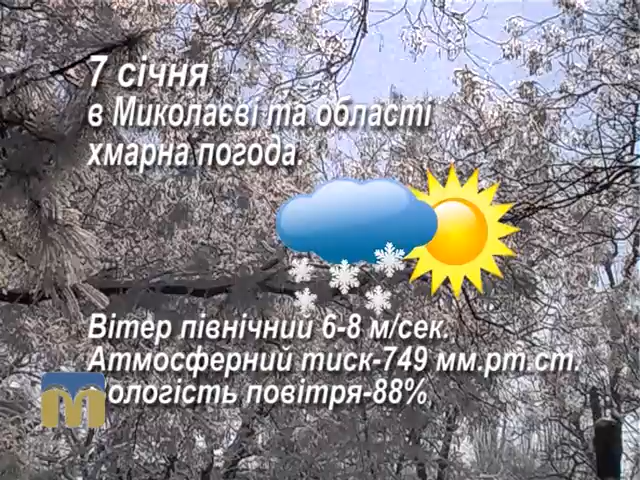 7 січня
в Миколаєві та області
хмарна погода.
Вітер північний 6-8 м/сек.
Атмосферний тиск-749 мм.рт.ст.
ологість повітря-88%